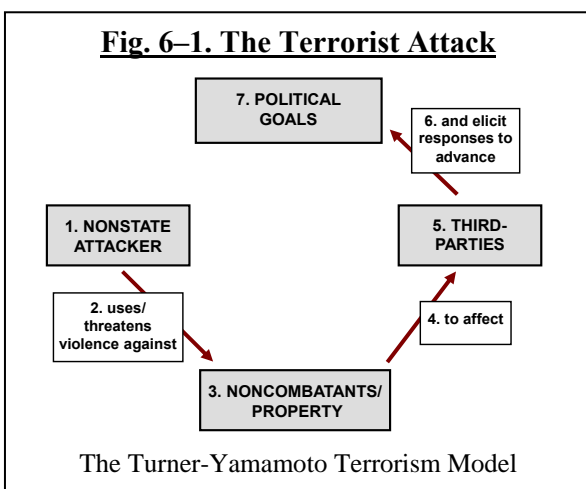 Fig. 6–1. The Terrorist Attack
7. POLITICAL
GOALS
6. and elicit
responses to
advance
1. NONSTATE
ATTACKER
5. THIRD-
PARTIES
2. uses/
threatens
violence against
4. to affect
3. NONCOMBATANTS/
PROPERTY
The Turner-Yamamoto Terrorism Model